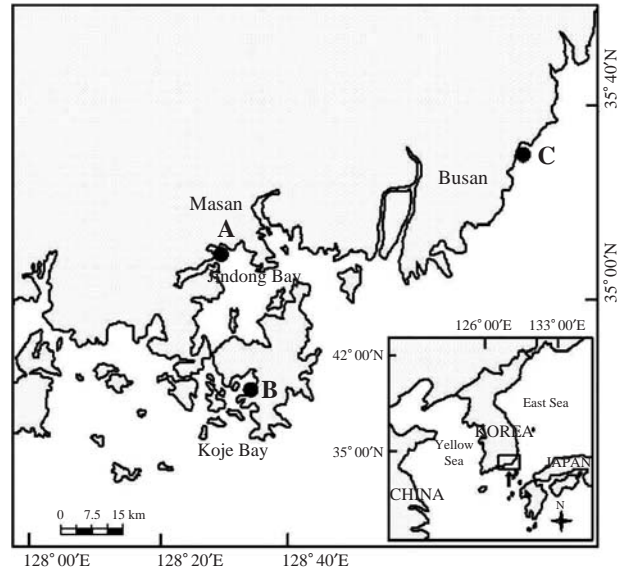 35°40′N
C
Busan
Masan
A
Jindong Bay
35°00′N
126°00′E 133°00′E
42°00′N
B
East Sea
KOREA
Yellow
Sea
Koje Bay
35°00′N
JAPAN
CHINA
N
0 7.5 15 km
128°00′E 128°20′E 128°40′E